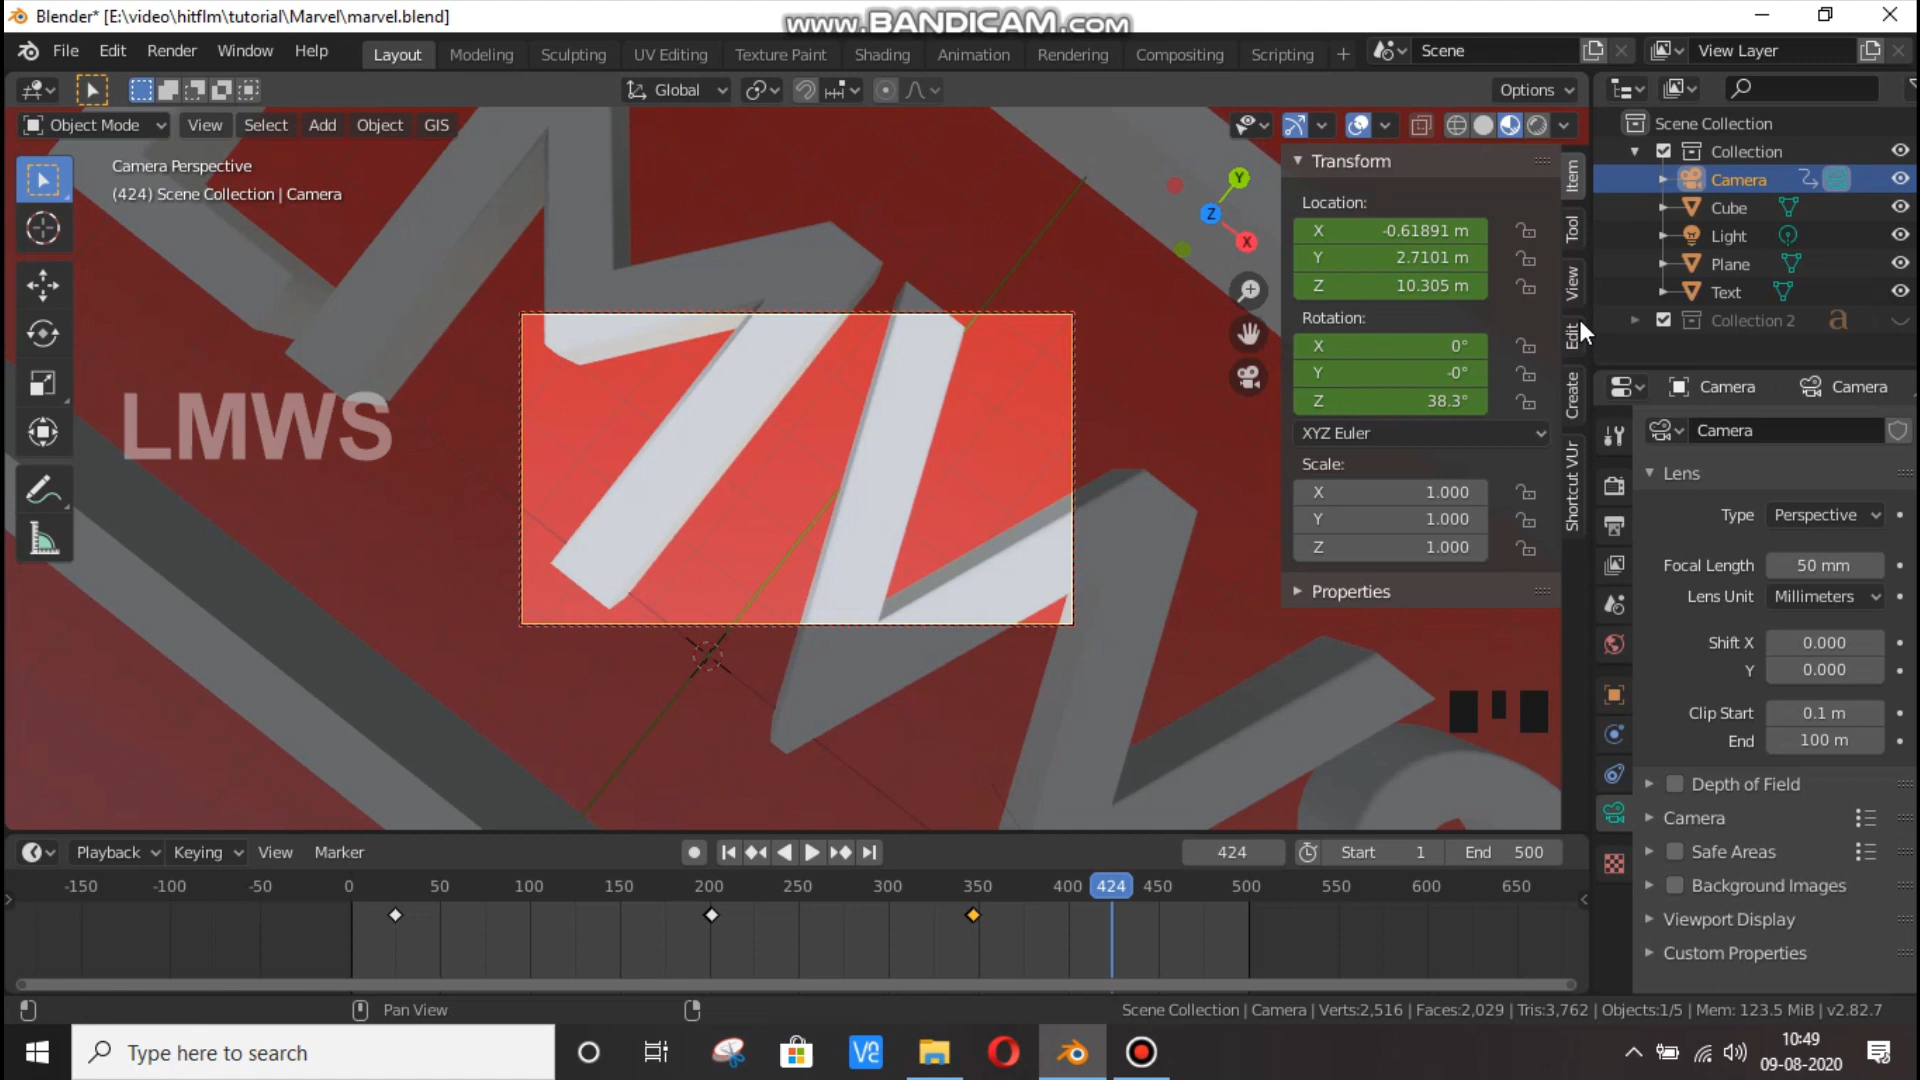 Blender* [E:\video\hitflm\tutorial\Marvel\marvel.blend]
www.BANDICAM.com
File Edit Render Window Help
Layout Modeling Sculpting UV Editing Texture Paint Shading Animation Rendering Compositing Scripting +
Scene
View Layer
Global
Options
Object Mode View Select Add Object GIS
Camera Perspective
(424) Scene Collection | Camera
LMWS
Y
Z
X
Transform
Location:
X -0.61891 m
Y 2.7101 m
Z 10.305 m
Rotation:
X 0°
Y -0°
Z 38.3°
XYZ Euler
Scale:
X 1.000
Y 1.000
Z 1.000
Properties
Item
Tool
View
Edit
Create
Shortcut VUr
Scene Collection
Collection
Camera
Cube
Light
Plane
Text
Collection 2 a
Camera Camera
Camera
Lens
Type Perspective
Focal Length 50 mm
Lens Unit Millimeters
Shift X 0.000
Y 0.000
Clip Start 0.1 m
End 100 m
Depth of Field
Camera
Safe Areas
Background Images
Viewport Display
Custom Properties
Playback Keying View Marker
424 Start 1 End 500
-150 -100 -50 0 50 100 150 200 250 300 350 400 424 450 500 550 600 650
Pan View
Scene Collection | Camera | Verts:2,516 | Faces:2,029 | Tris:3,762 | Objects:1/5 | Mem: 123.5 MiB | v2.82.7
Type here to search
10:49
09-08-2020